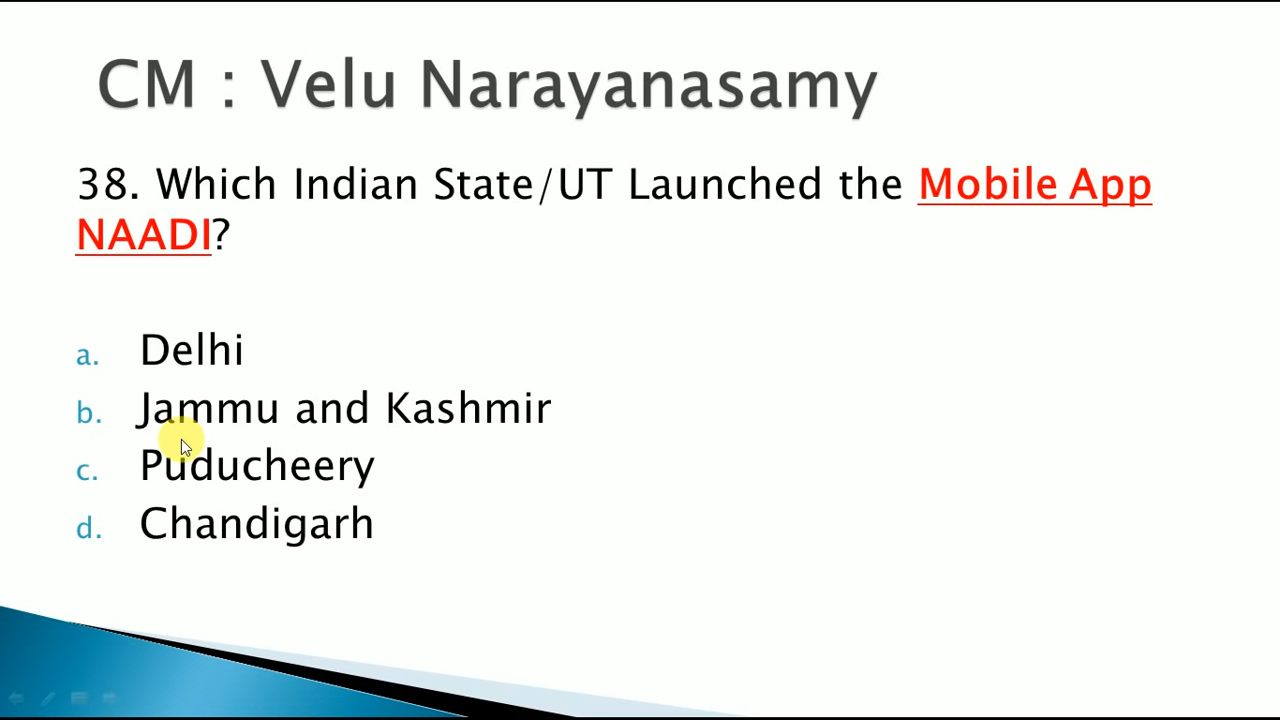 CM : Velu Narayanasamy
38. Which Indian State/UT Launched the Mobile App
NAADI?
a. Delhi
b. Jammu and Kashmir
c. Puducheery
d. Chandigarh